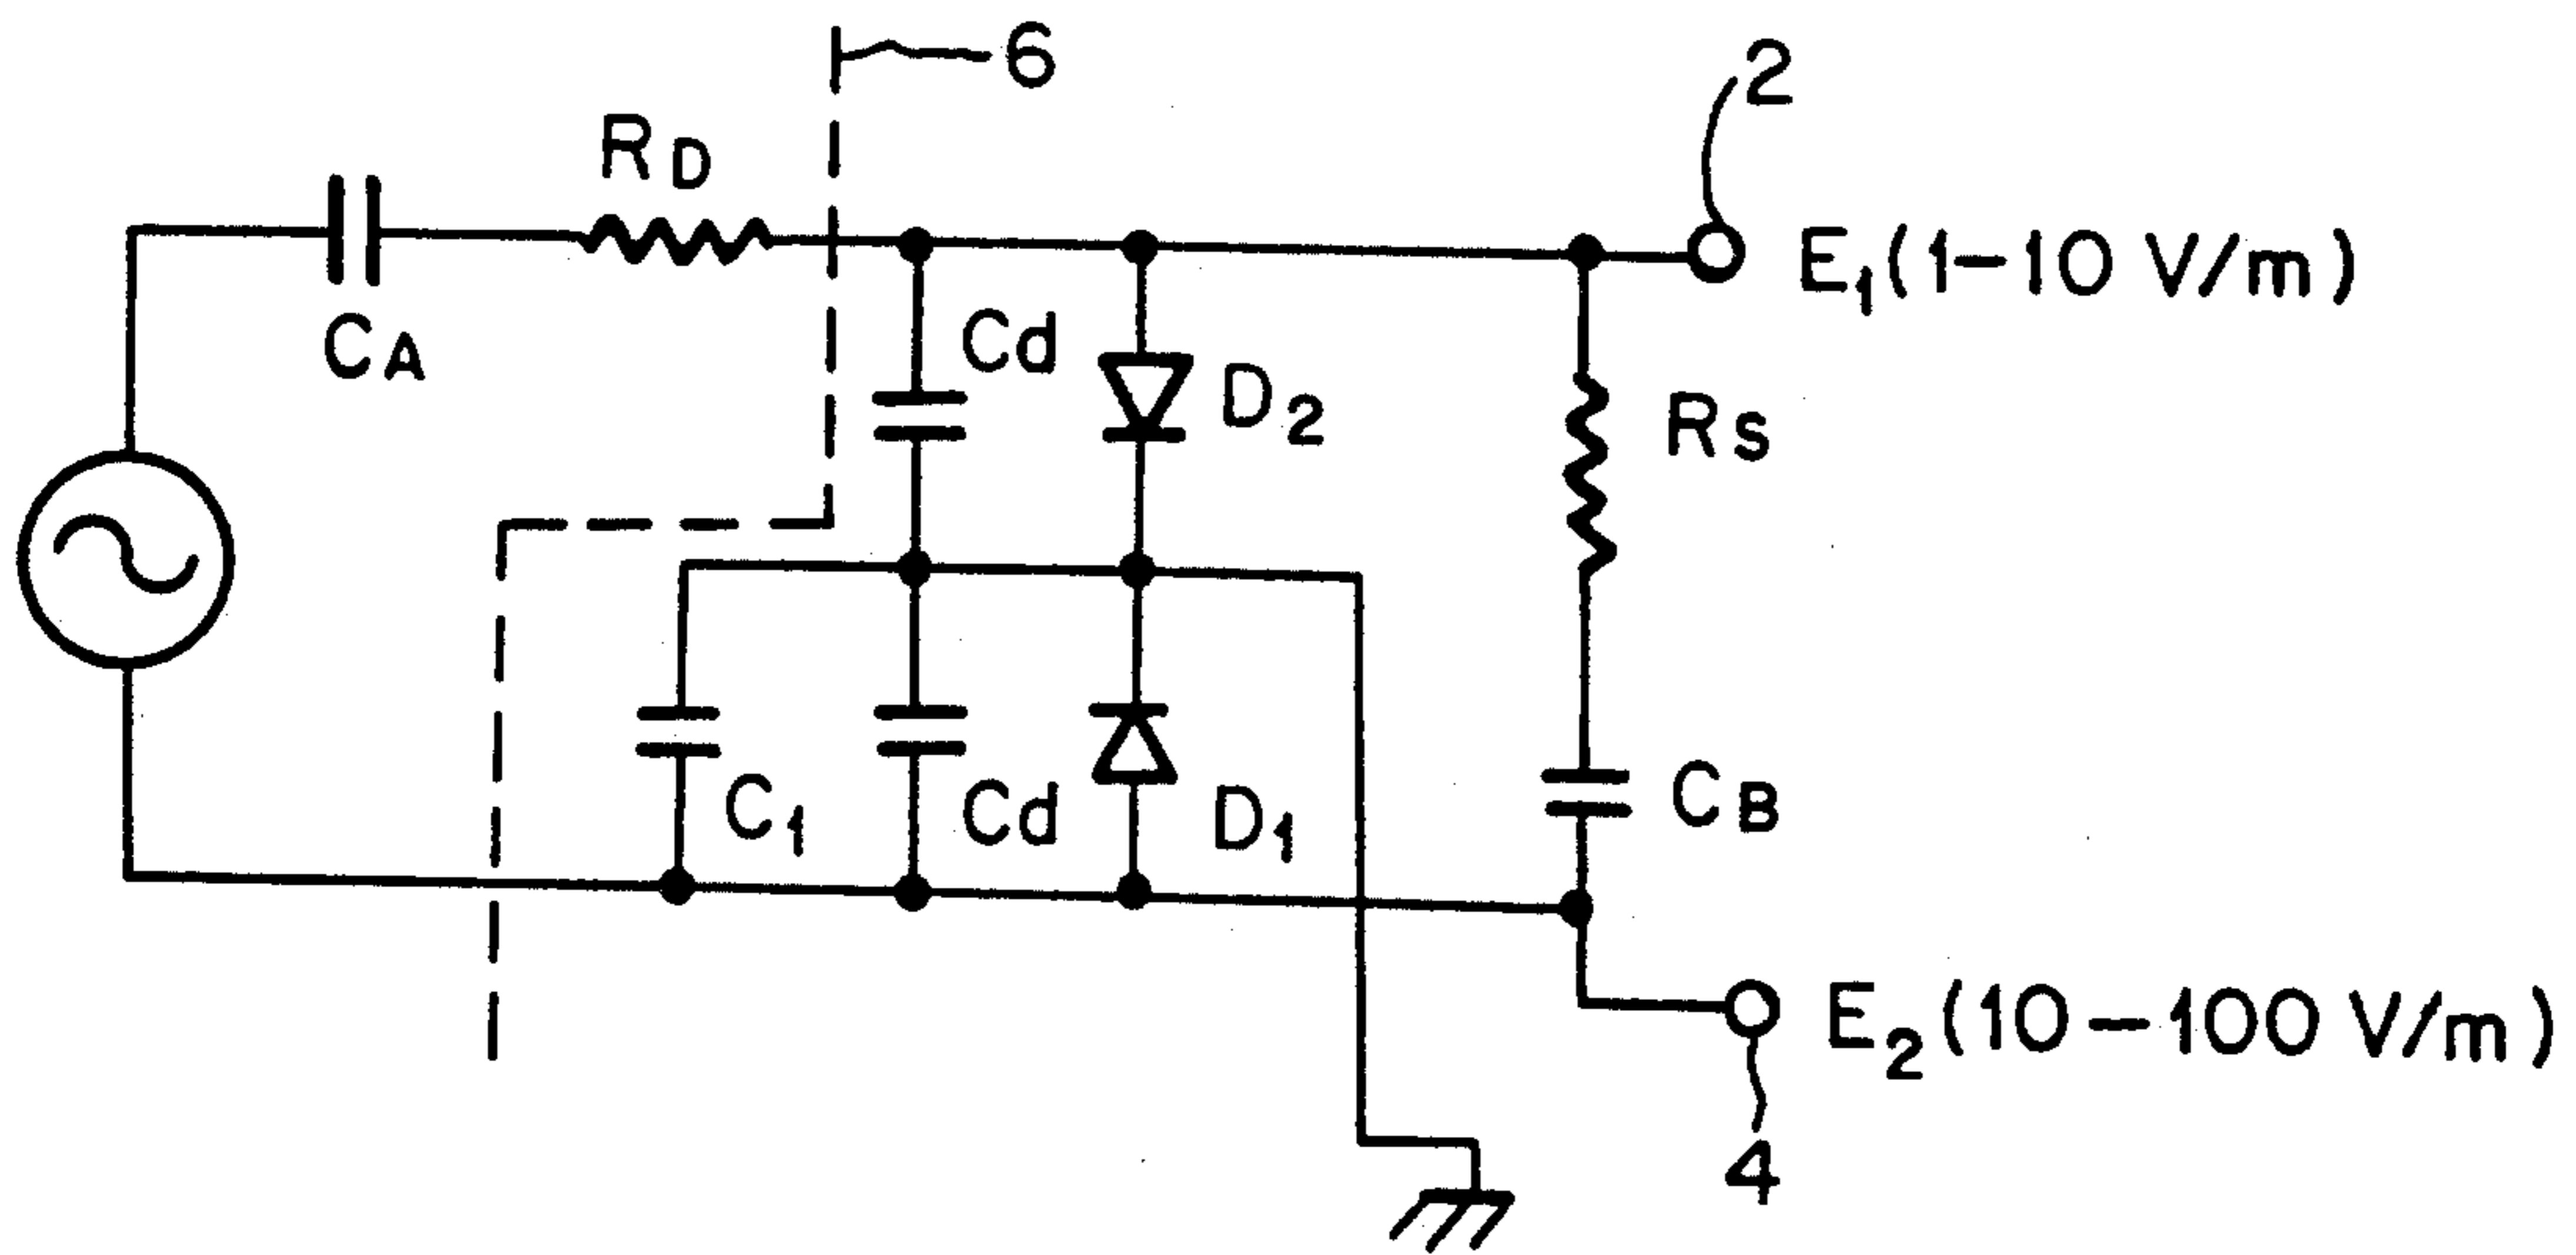 6
2
RD
E1 (1-10 V/m)
CA
Cd
D2
RS
C1
Cd
D1
CB
E2 (10-100 V/m)
4